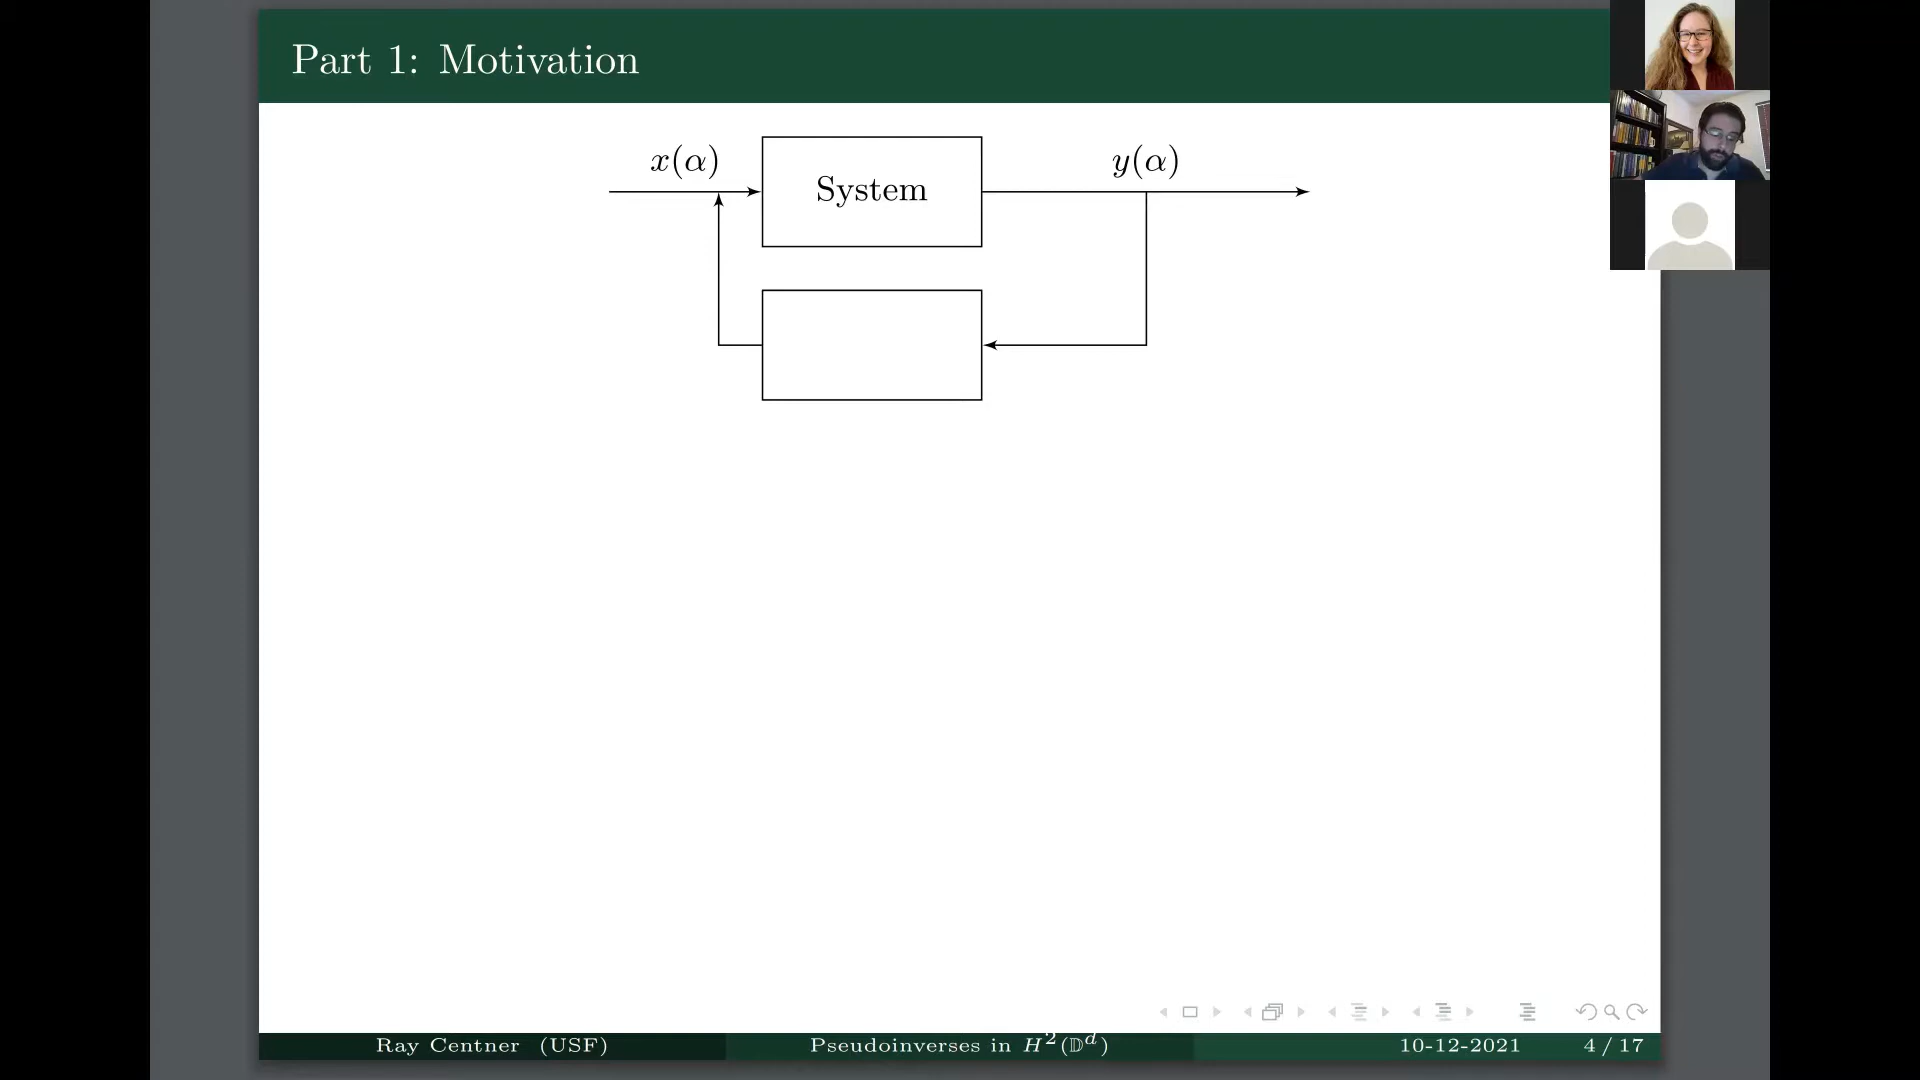 Part 1: Motivation
x(α)
System
y(α)
Ray Centner (USF)
Pseudoinverses in H²(𝔻ᵈ)
10-12-2021
4 / 17